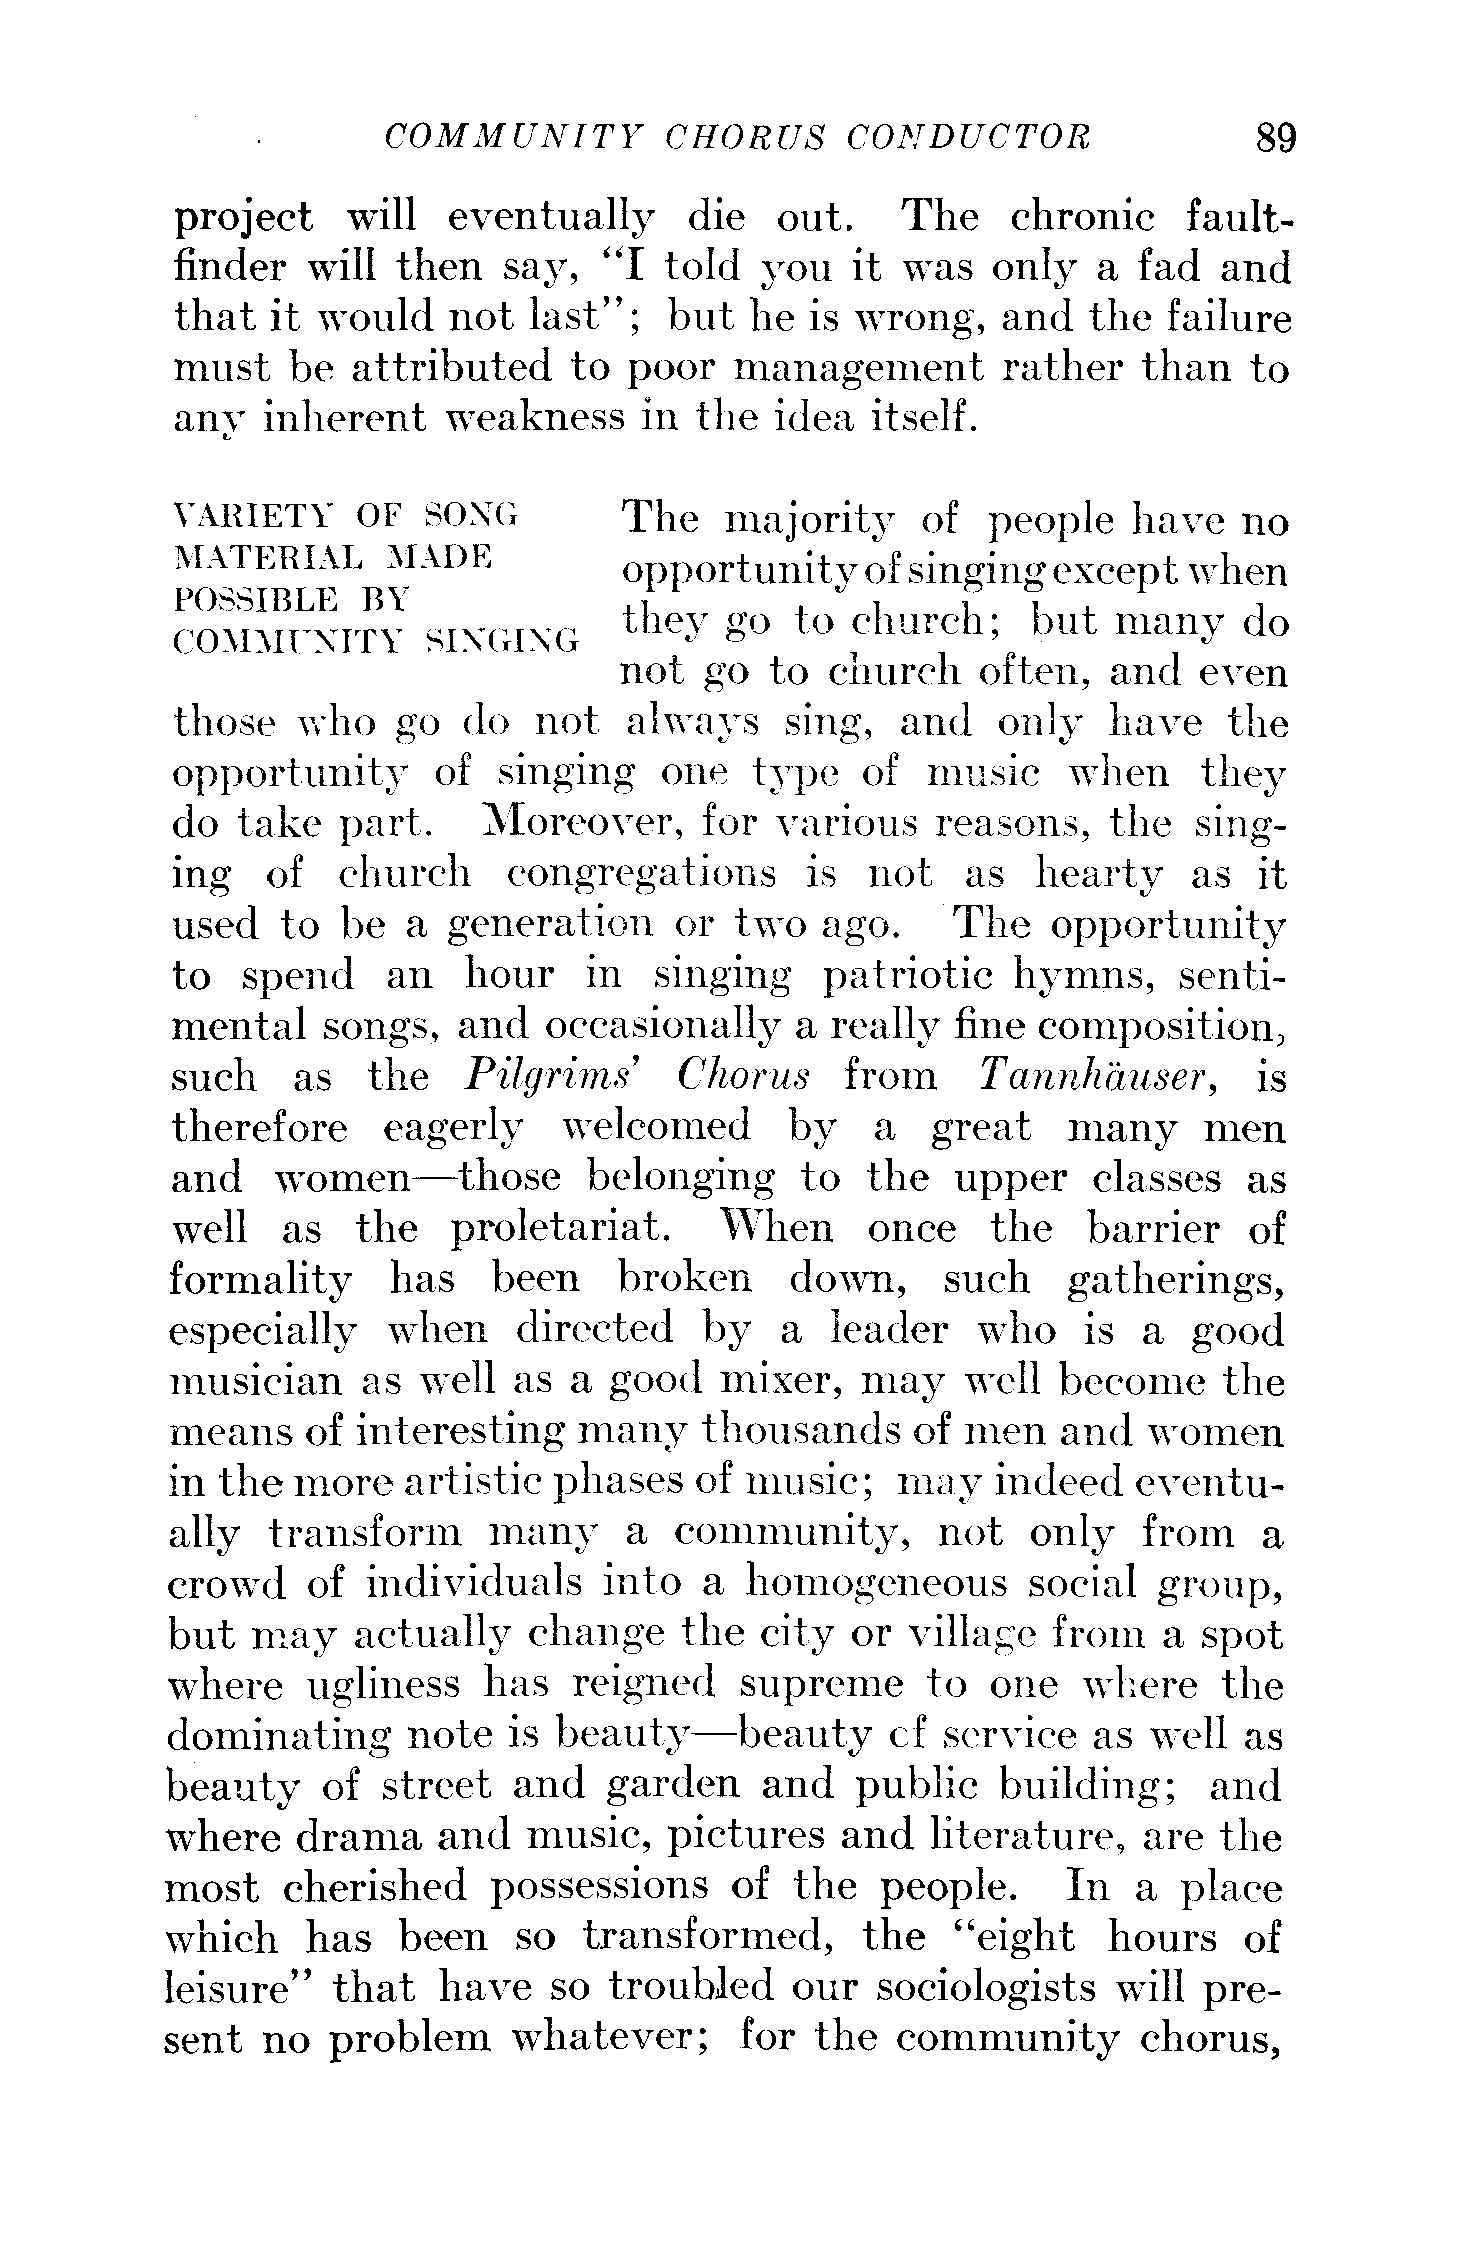 COMMUNITY CHORUS CONDUCTOR 89
project will eventually die out. The chronic fault-
finder will then say, “I told you it was only a fad and
that it would not last”; but he is wrong, and the failure
must be attributed to poor management rather than to
any inherent weakness in the idea itself.
VARIETY OF SONG
MATERIAL MADE
POSSIBLE BY
COMMUNITY SINGING
The majority of people have no
opportunity of singing except when
they go to church; but many do
not go to church often, and even
those who go do not always sing, and only have the
opportunity of singing one type of music when they
do take part. Moreover, for various reasons, the sing-
ing of church congregations is not as hearty as it
used to be a generation or two ago. The opportunity
to spend an hour in singing patriotic hymns, senti-
mental songs, and occasionally a really fine composition,
such as the Pilgrims’ Chorus from Tannhäuser, is
therefore eagerly welcomed by a great many men
and women—those belonging to the upper classes as
well as the proletariat. When once the barrier of
formality has been broken down, such gatherings,
especially when directed by a leader who is a good
musician as well as a good mixer, may well become the
means of interesting many thousands of men and women
in the more artistic phases of music; may indeed eventu-
ally transform many a community, not only from a
crowd of individuals into a homogeneous social group,
but may actually change the city or village from a spot
where ugliness has reigned supreme to one where the
dominating note is beauty—beauty of service as well as
beauty of street and garden and public building; and
where drama and music, pictures and literature, are the
most cherished possessions of the people. In a place
which has been so transformed, the “eight hours of
leisure” that have so troubled our sociologists will pre-
sent no problem whatever; for the community chorus,